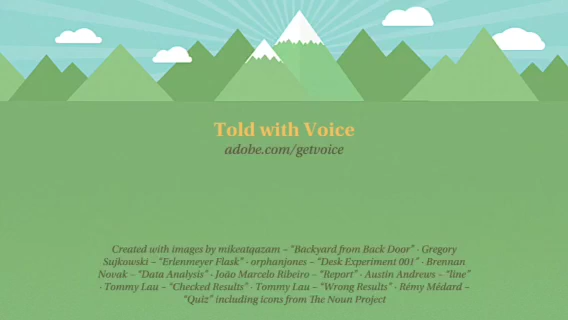 Told with Voice
adobe.com/getvoice
Created with images by mikeatqazam – "Backyard from Back Door" · Gregory
Sujkowski – "Erlenmeyer Flask" · orphanjones – "Desk Experiment 001" · Brennan
Novak – "Data Analysis" · João Marcelo Ribeiro – "Report" · Austin Andrews – "line"
· Tommy Lau – "Checked Results" · Tommy Lau – "Wrong Results" · Rémy Médard –
"Quiz" including icons from The Noun Project